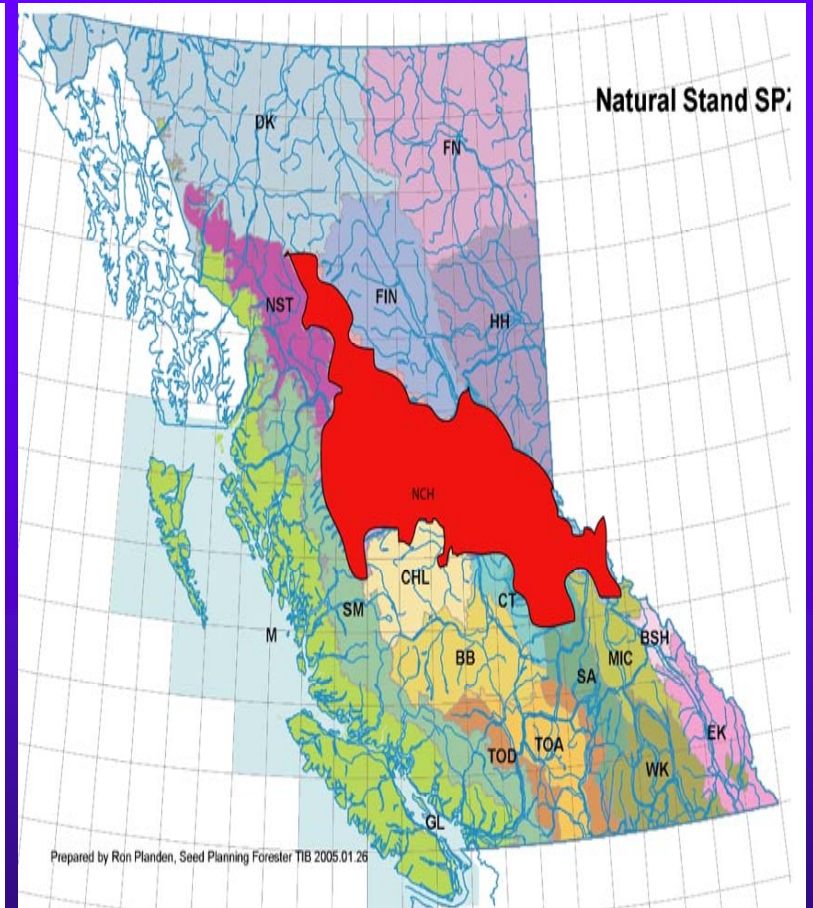 Natural Stand SPZ
DK
FN
NST
FIN
HH
NCH
CHL
SM
CT
M
BB
BSH
MIC
SA
EK
TOD
TOA
WK
GL
Prepared by Ron Planden, Seed Planning Forester TIB 2005.01.26